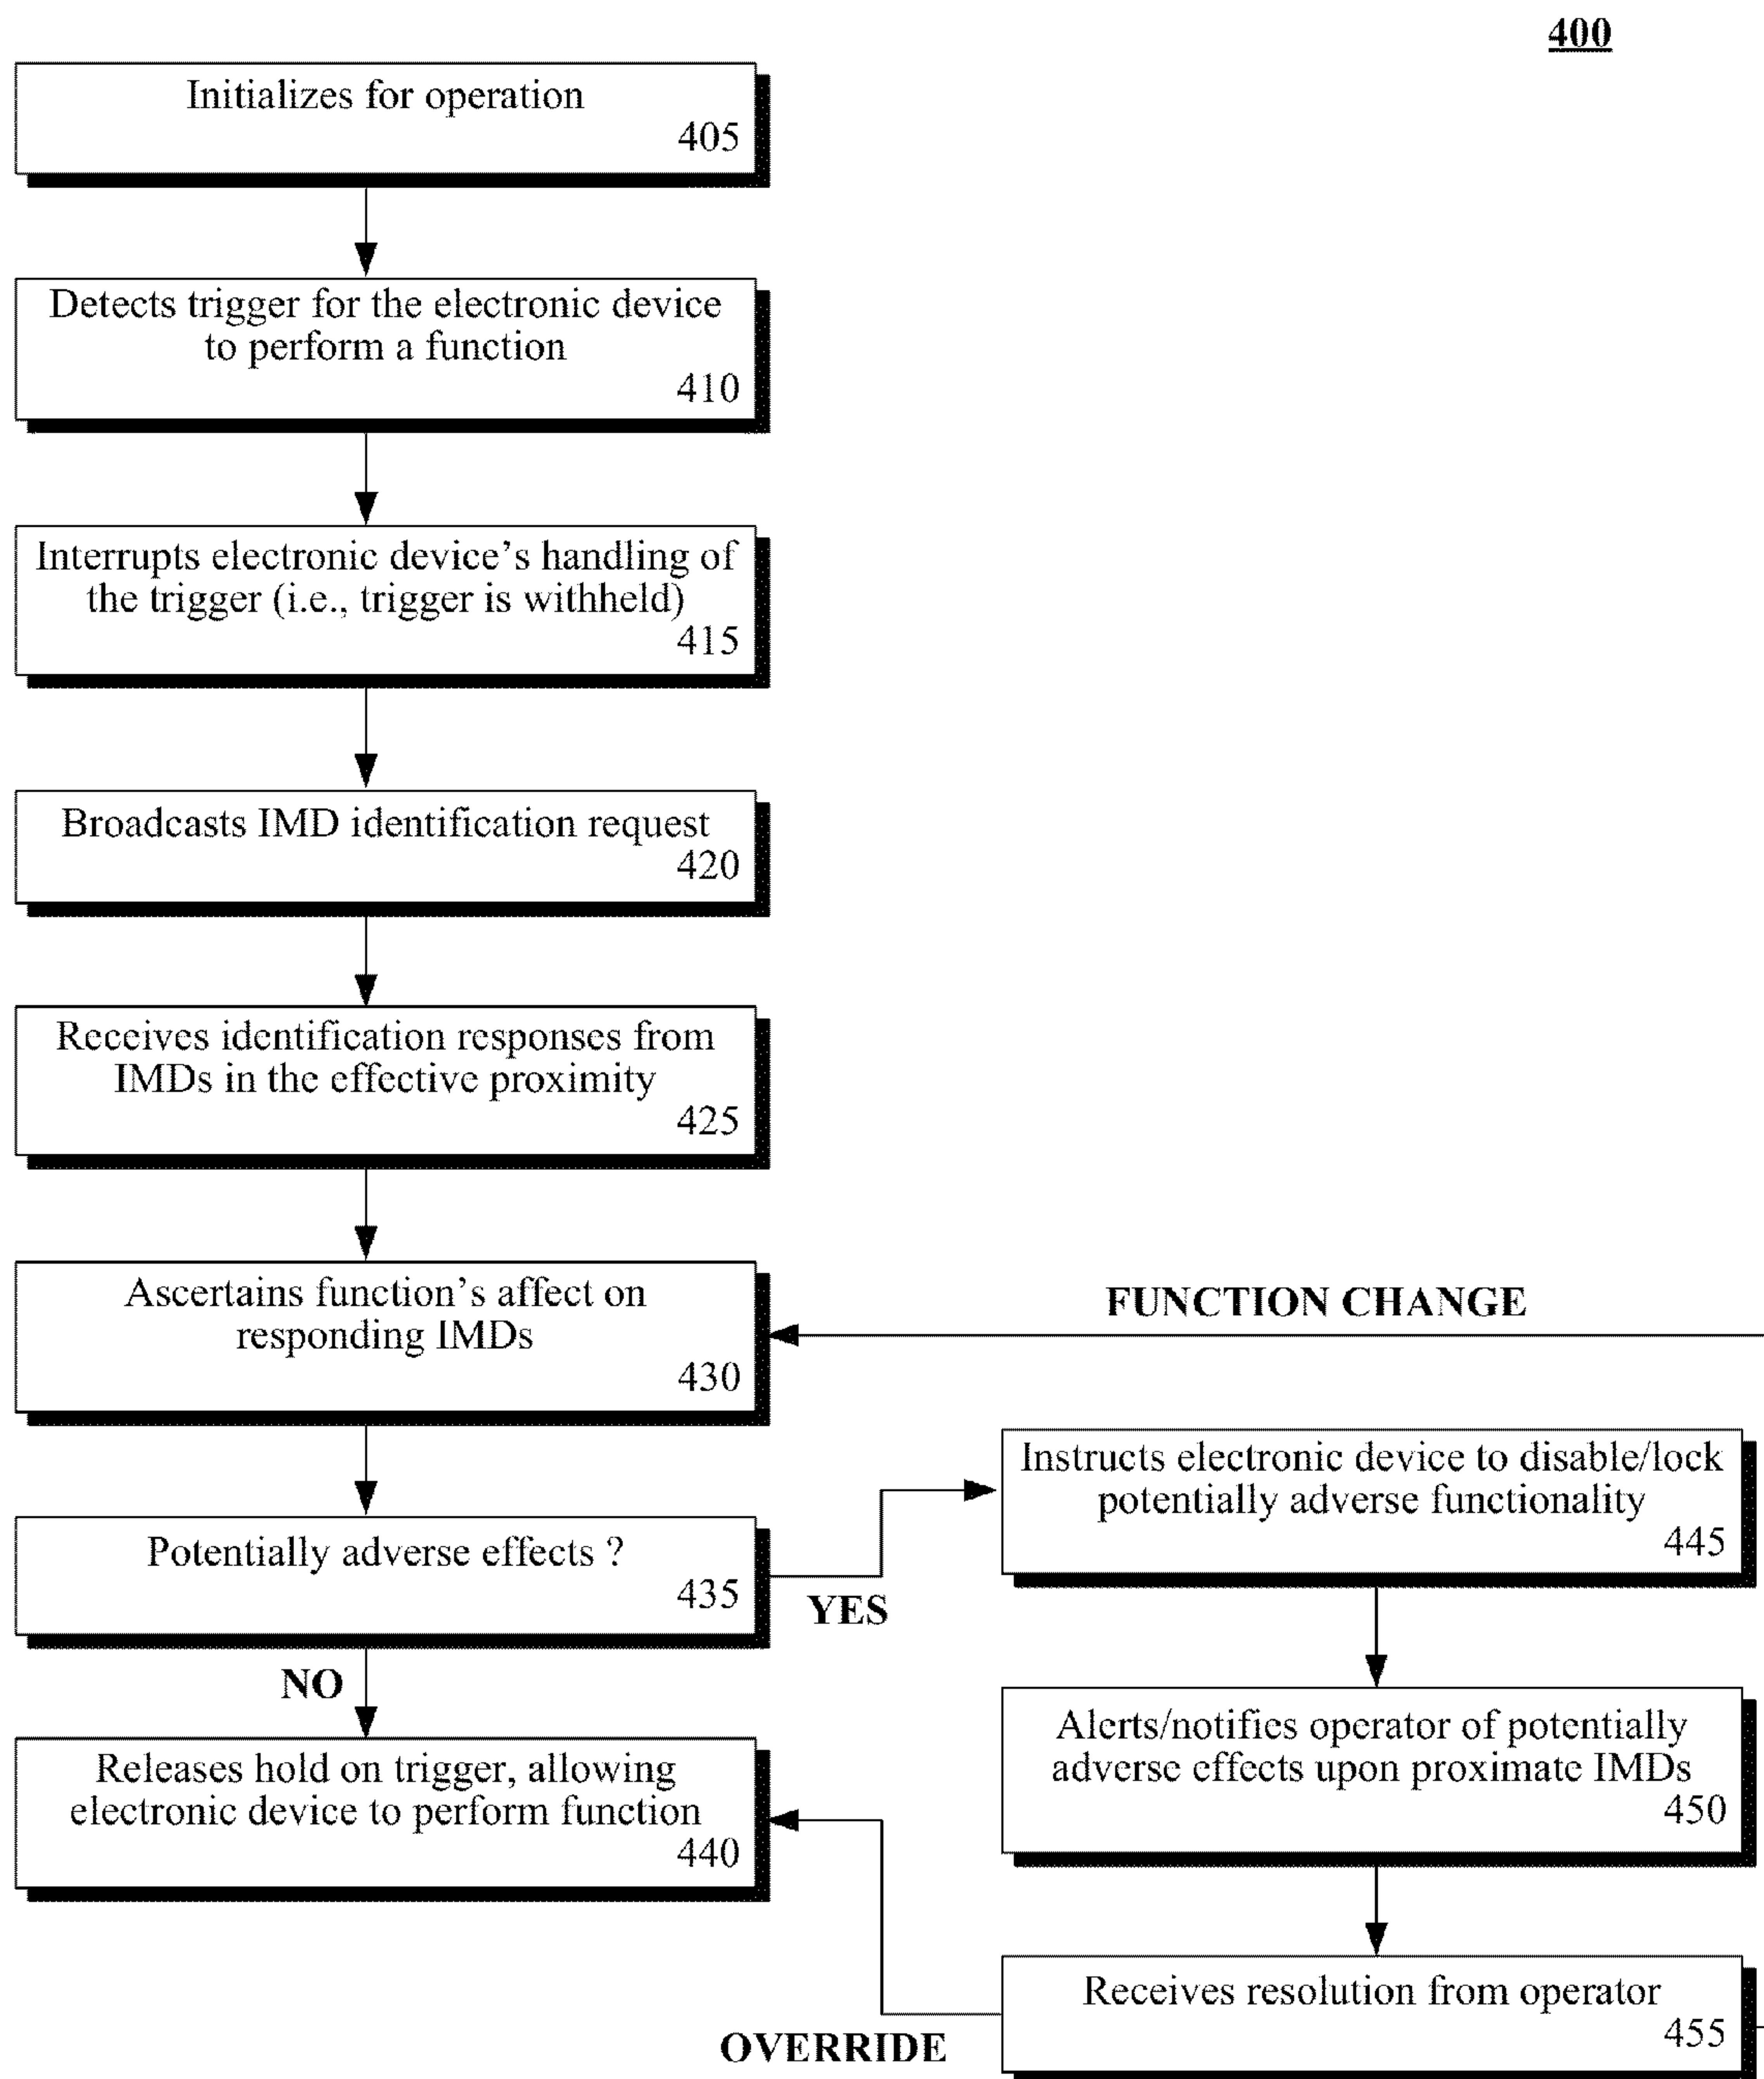 400
Initializes for operation
405
Detects trigger for the electronic device
to perform a function
410
Interrupts electronic device's handling of
the trigger (i.e., trigger is withheld)
415
Broadcasts IMD identification request
420
Receives identification responses from
IMDs in the effective proximity
425
Ascertains function's affect on
responding IMDs
430
FUNCTION CHANGE
Potentially adverse effects ?
435
YES
NO
Instructs electronic device to disable/lock
potentially adverse functionality
445
Alerts/notifies operator of potentially
adverse effects upon proximate IMDs
450
Releases hold on trigger, allowing
electronic device to perform function
440
Receives resolution from operator
455
OVERRIDE